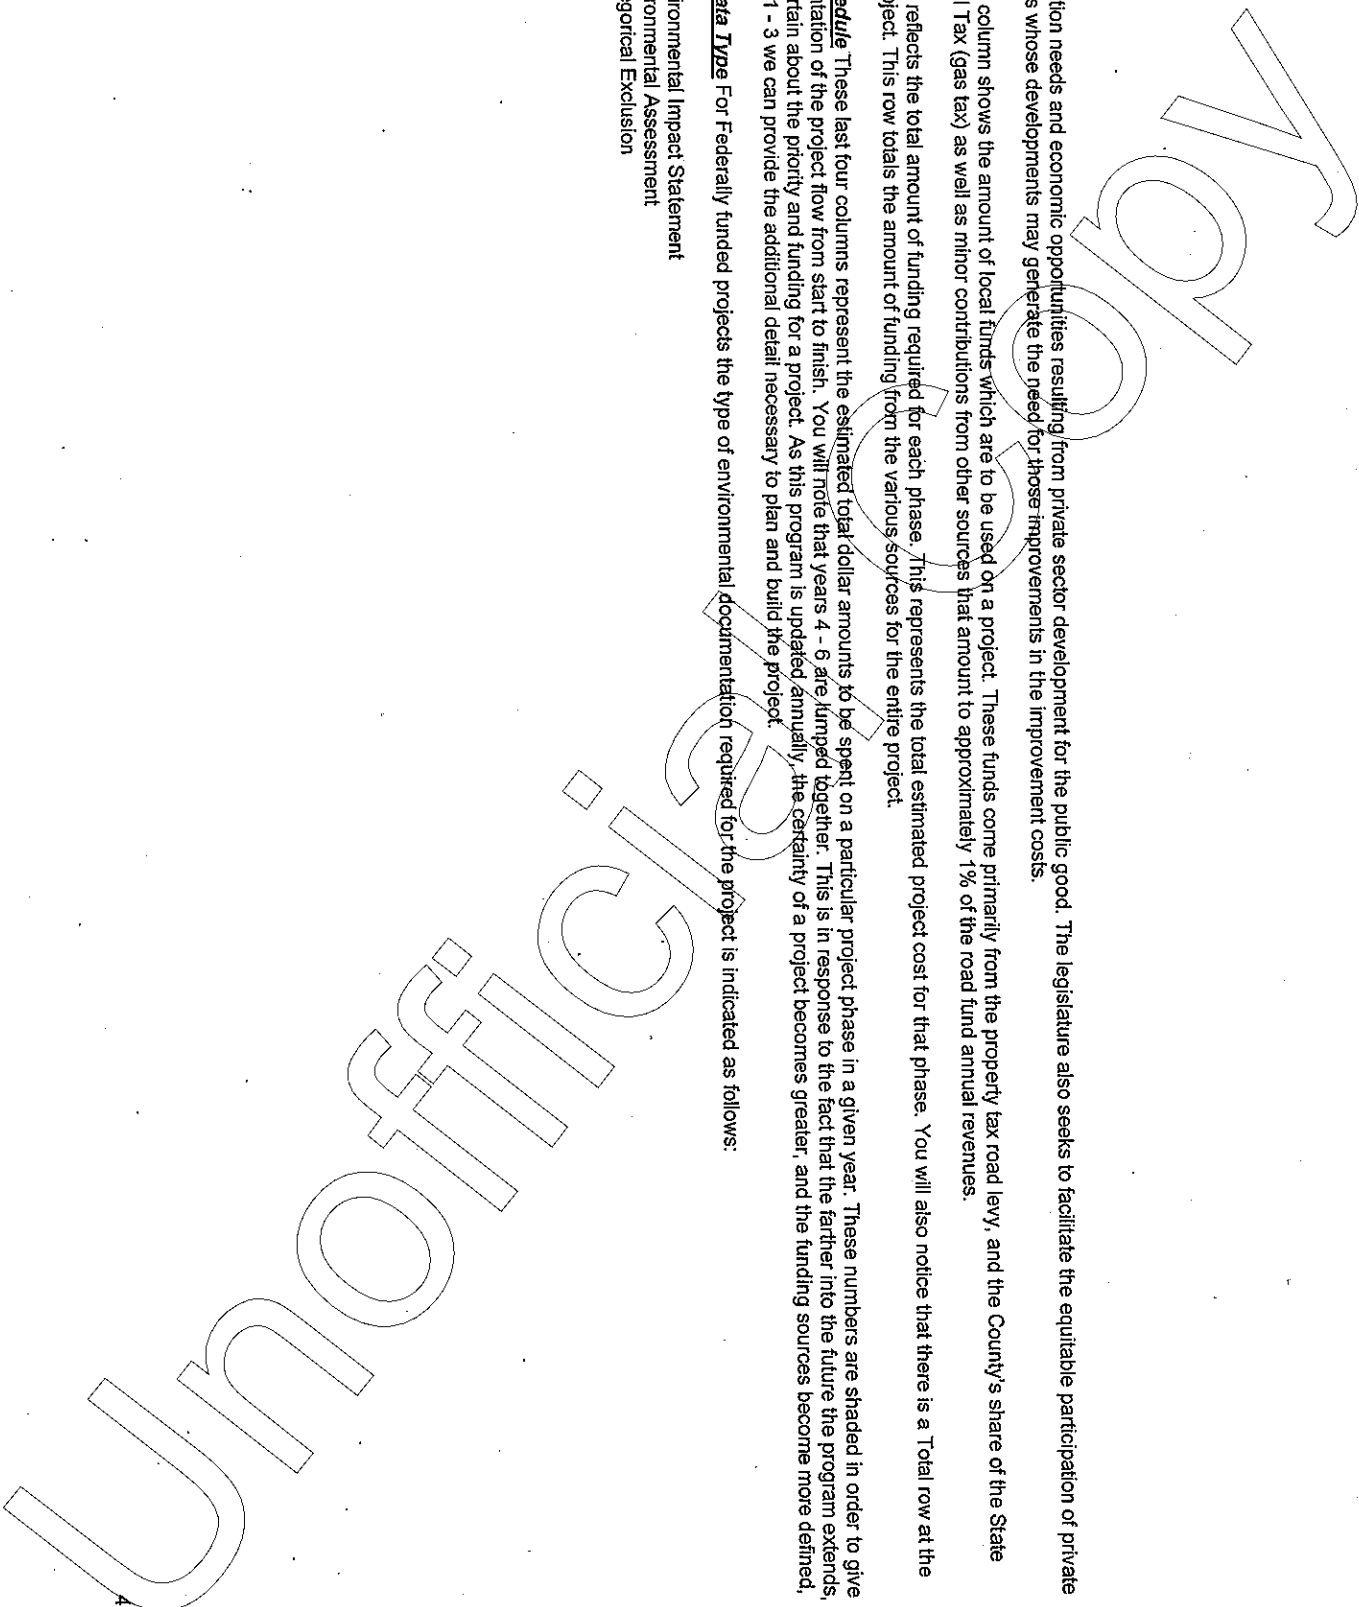 tion needs and economic opportunities resulting from private sector development for the public good. The legislature also seeks to facilitate the equitable participation of private
s whose developments may generate the need for those improvements in the improvement costs.
column shows the amount of local funds which are to be used on a project. These funds come primarily from the property tax road levy, and the County's share of the State
l Tax (gas tax) as well as minor contributions from other sources that amount to approximately 1% of the road fund annual revenues.
reflects the total amount of funding required for each phase. This represents the total estimated project cost for that phase. You will also notice that there is a Total row at the
ject. This row totals the amount of funding from the various sources for the entire project.
edule These last four columns represent the estimated total dollar amounts to be spent on a particular project phase in a given year. These numbers are shaded in order to give
ntation of the project flow from start to finish. You will note that years 4 - 6 are lumped together. This is in response to the fact that the farther into the future the program extends,
rtain about the priority and funding for a project. As this program is updated annually, the certainty of a project becomes greater, and the funding sources become more defined,
1 - 3 we can provide the additional detail necessary to plan and build the project.
ata Type For Federally funded projects the type of environmental documentation required for the project is indicated as follows:
ironmental Impact Statement
ronmental Assessment
gorical Exclusion
4
Unofficial Copy